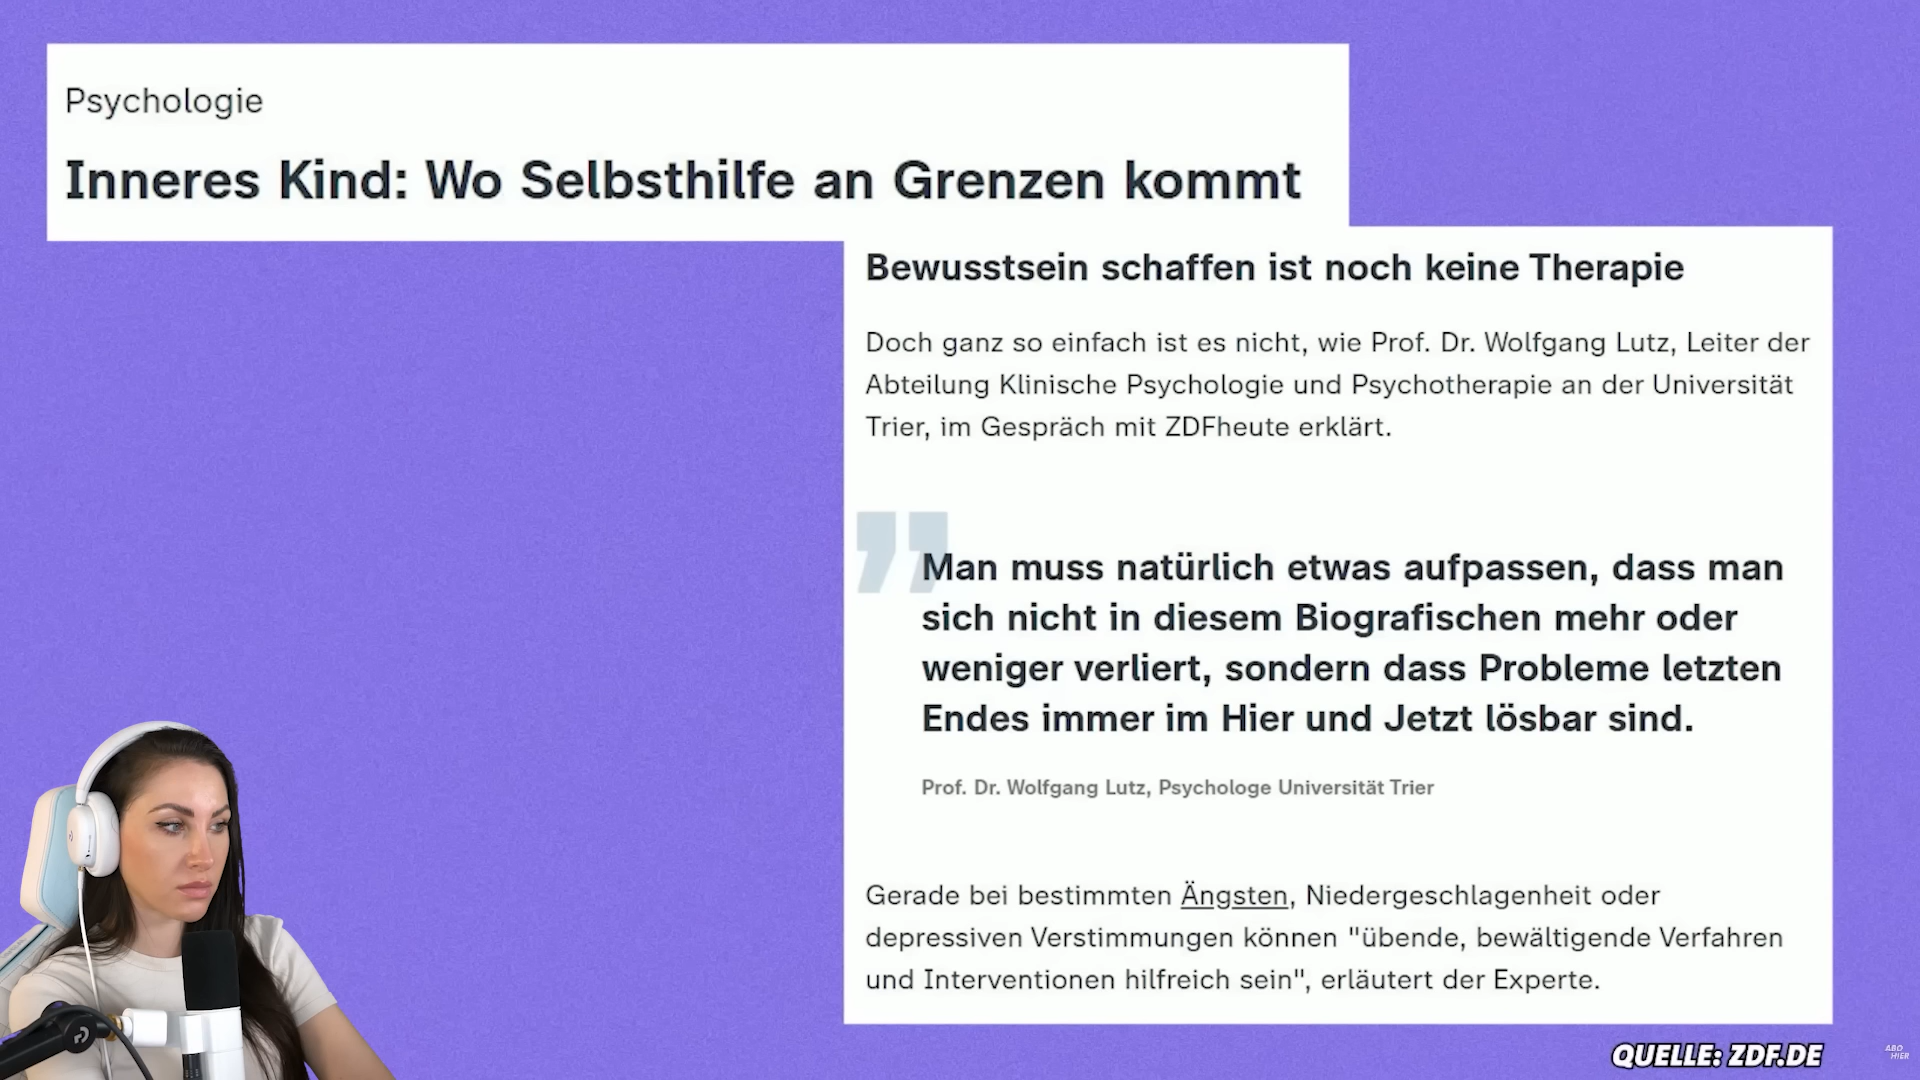 Psychologie
Inneres Kind: Wo Selbsthilfe an Grenzen kommt
Bewusstsein schaffen ist noch keine Therapie
Doch ganz so einfach ist es nicht, wie Prof. Dr. Wolfgang Lutz, Leiter der
Abteilung Klinische Psychologie und Psychotherapie an der Universität
Trier, im Gespräch mit ZDFheute erklärt.
"Man muss natürlich etwas aufpassen, dass man
sich nicht in diesem Biografischen mehr oder
weniger verliert, sondern dass Probleme letzten
Endes immer im Hier und Jetzt lösbar sind.
Prof. Dr. Wolfgang Lutz, Psychologe Universität Trier
Gerade bei bestimmten Ängsten, Niedergeschlagenheit oder
depressiven Verstimmungen können "übende, bewältigende Verfahren
und Interventionen hilfreich sein", erläutert der Experte.
QUELLE: ZDF.DE
ABO
HIER